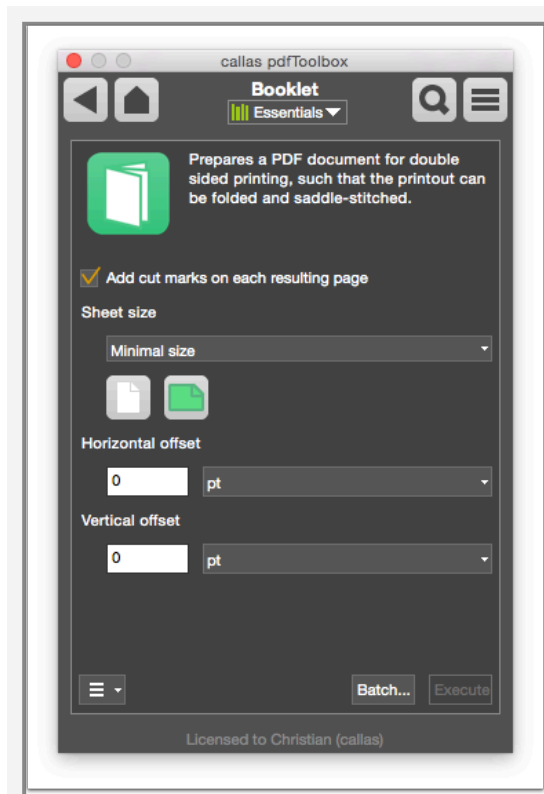 callas pdfToolbox
Booklet
Essentials
Prepares a PDF document for double
sided printing, such that the printout can
be folded and saddle-stitched.
Add cut marks on each resulting page
Sheet size
Minimal size
Horizontal offset
0 pt
Vertical offset
0 pt
Batch... Execute
Licensed to Christian (callas)